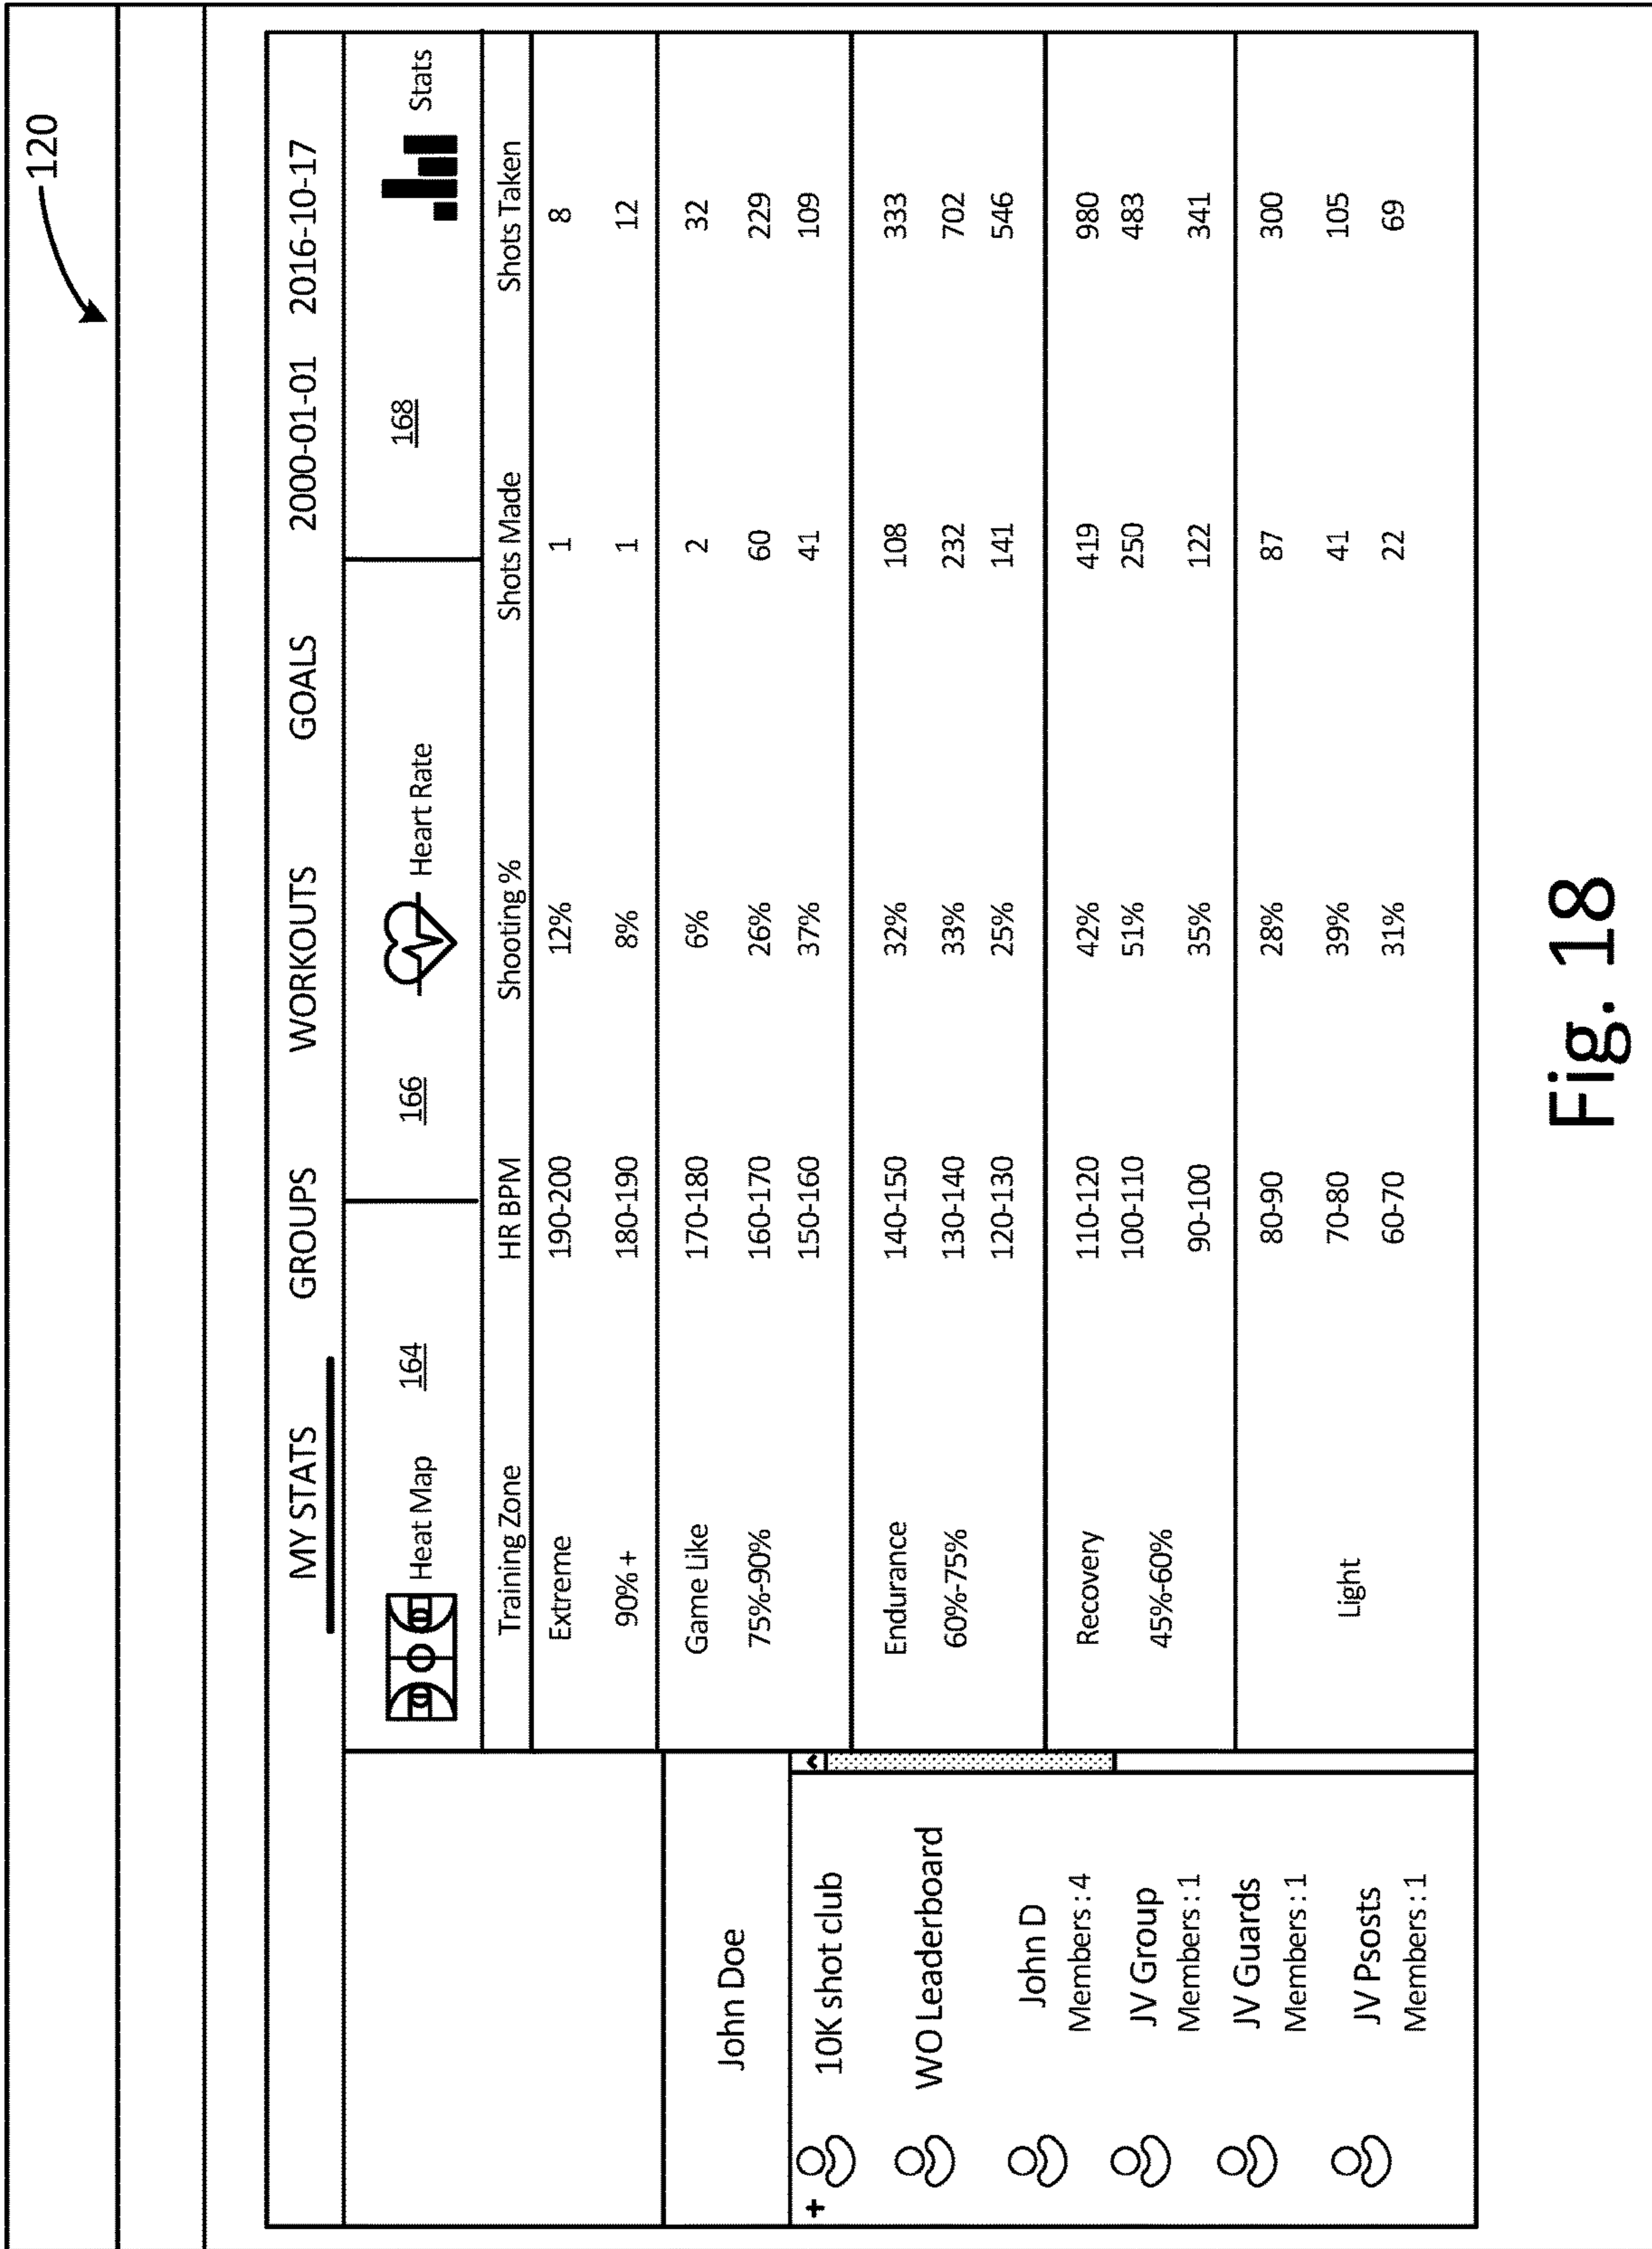 120
MY STATS GROUPS WORKOUTS GOALS 2000-01-01 2016-10-17
Heat Map 164 166 Heart Rate 168 Stats
Training Zone HR BPM Shooting % Shots Made Shots Taken
Extreme 190-200 12% 1 8
90% + 180-190 8% 1 12
Game Like 170-180 6% 2 32
75%-90% 160-170 26% 60 229
150-160 37% 41 109
Endurance 140-150 32% 108 333
60%-75% 130-140 33% 232 702
120-130 25% 141 546
Recovery 110-120 42% 419 980
100-110 51% 250 483
45%-60%
90-100 35% 122 341
80-90 28% 87 300
Light 70-80 39% 41 105
60-70 31% 22 69
John Doe
+ 10K shot club
WO Leaderboard
John D
Members : 4
JV Group
Members : 1
JV Guards
Members : 1
JV Psosts
Members : 1
Fig. 18